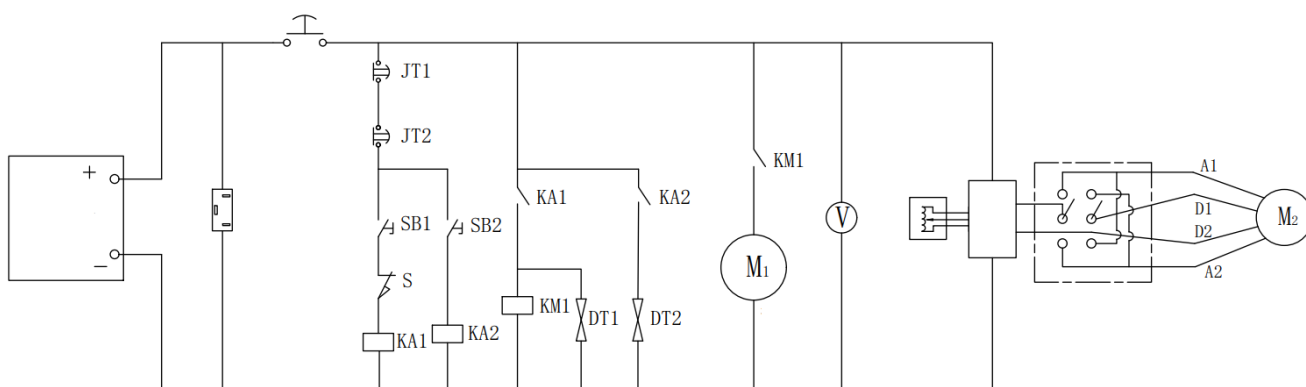 JT1
JT2
+
−
SB1
SB2
S
KA1
KA2
KA1
KA2
KM1
DT1
DT2
KM1
M1
V
A1
D1
D2
A2
M2